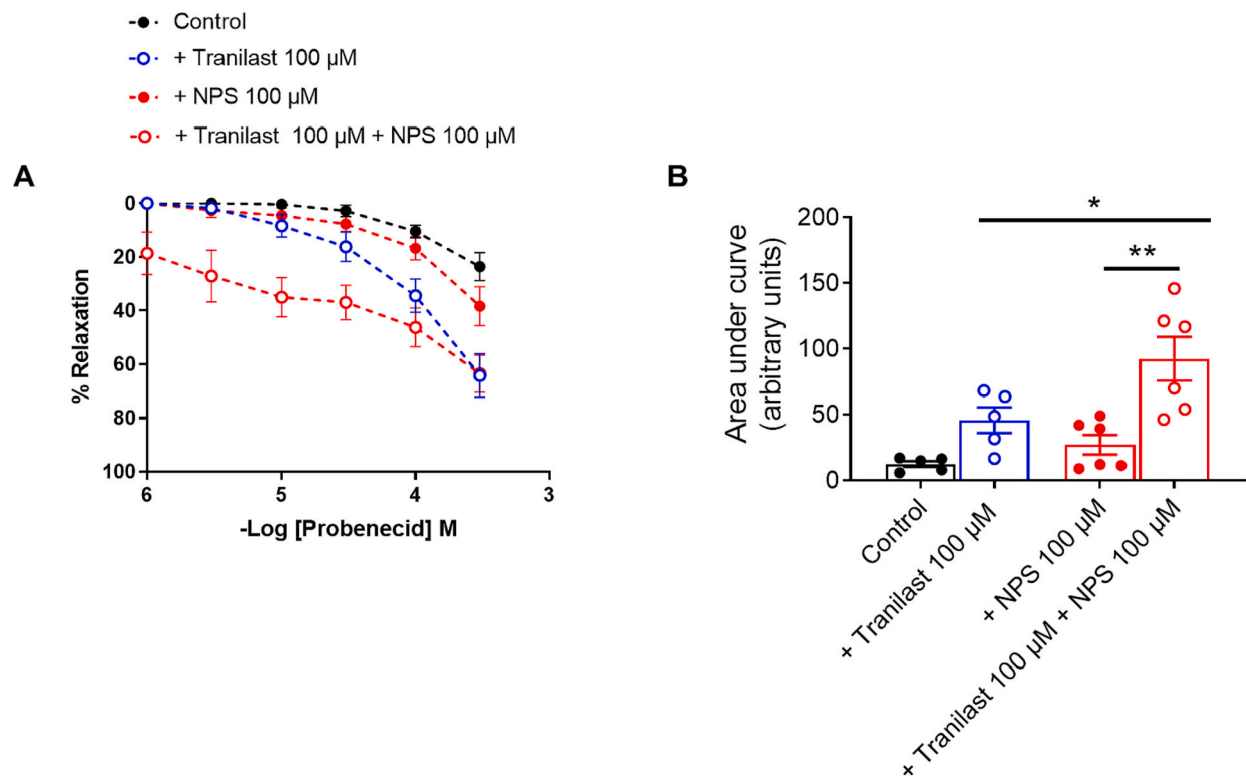 Control
+ Tranilast 100 µM
+ NPS 100 µM
+ Tranilast 100 µM + NPS 100 µM
A
0
20
40
60
80
100
% Relaxation
6 5 4 3
-Log [Probenecid] M
B
*
**
200
150
100
50
0
Area under curve
(arbitrary units)
Control
+ Tranilast 100 µM
+ NPS 100 µM
+ Tranilast 100 µM + NPS 100 µM